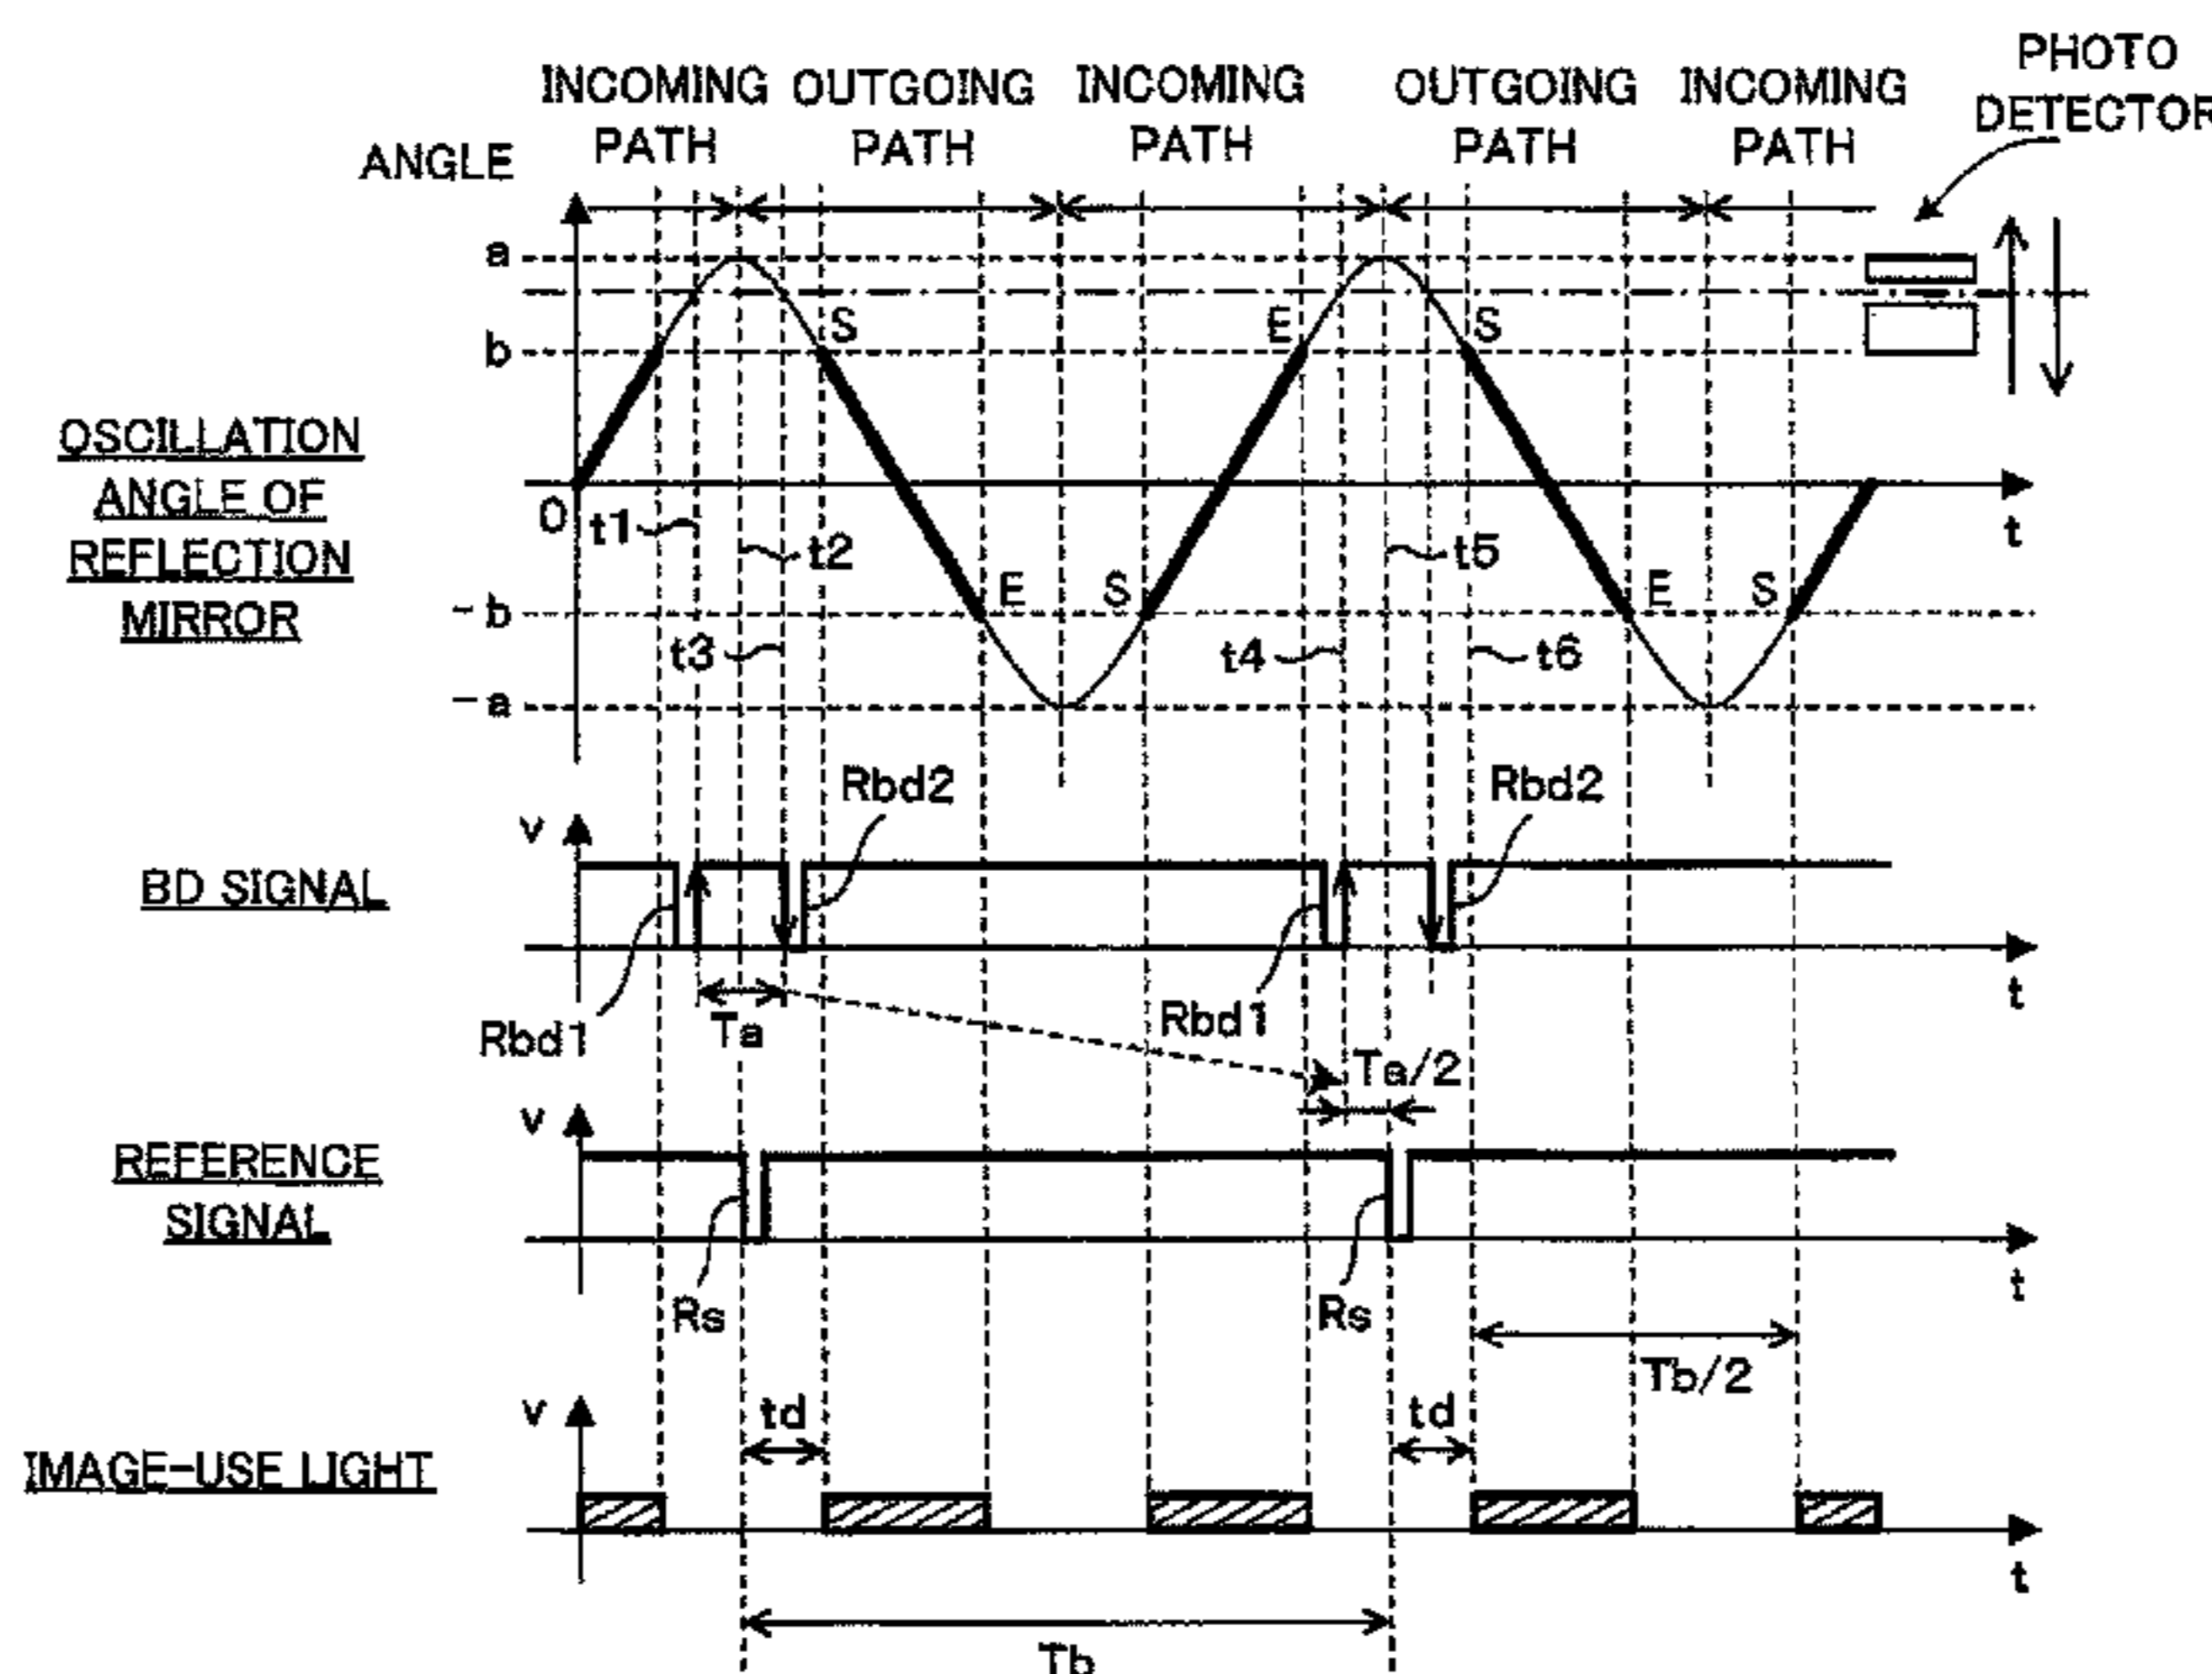 INCOMING PATH
OUTGOING PATH
INCOMING PATH
OUTGOING PATH
INCOMING PATH
PHOTO DETECTOR
ANGLE
a
b
S
E
S
OSCILLATION
ANGLE OF
REFLECTION
MIRROR
0
t1
t2
t5
t
-b
E
S
E
S
t3
t4
t6
-a
Rbd2
Rbd2
v
BD SIGNAL
t
Rbd1
Ta
Rbd1
Ta/2
v
REFERENCE
SIGNAL
t
Rs
Rs
Tb/2
v
td
td
IMAGE-USE LIGHT
t
Tb